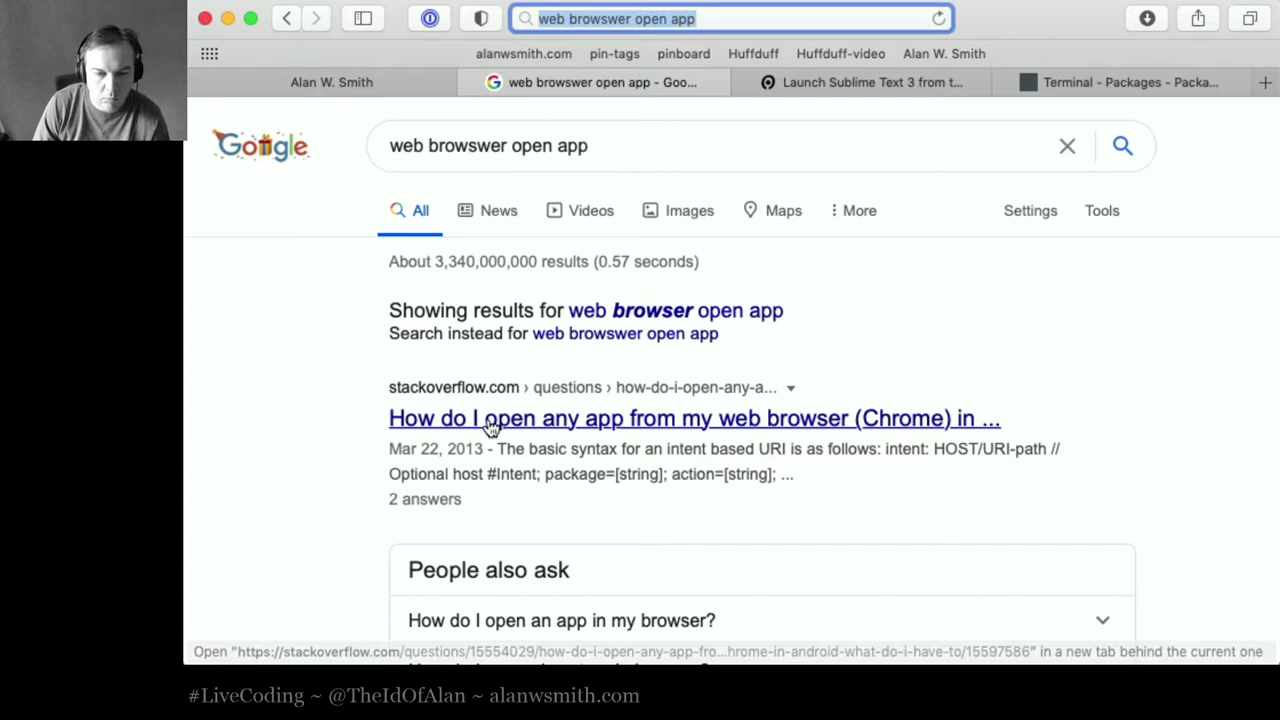 web browswer open app
alanwsmith.com pin-tags pinboard Huffduff Huffduff-video Alan W. Smith
Alan W. Smith web browswer open app - Goo... Launch Sublime Text 3 from t... Terminal - Packages - Packa...
Google web browswer open app
All News Videos Images Maps More Settings Tools
About 3,340,000,000 results (0.57 seconds)
Showing results for web browser open app
Search instead for web browswer open app
stackoverflow.com › questions › how-do-i-open-any-a...
How do I open any app from my web browser (Chrome) in ...
Mar 22, 2013 - The basic syntax for an intent based URI is as follows: intent: HOST/URI-path //
Optional host #Intent; package=[string]; action=[string]; ...
2 answers
People also ask
How do I open an app in my browser?
Open "https://stackoverflow.com/questions/15554029/how-do-i-open-any-app-fro...hrome-in-android-what-do-i-have-to/15597586" in a new tab behind the current one
#LiveCoding ~ @TheIdOfAlan ~ alanwsmith.com